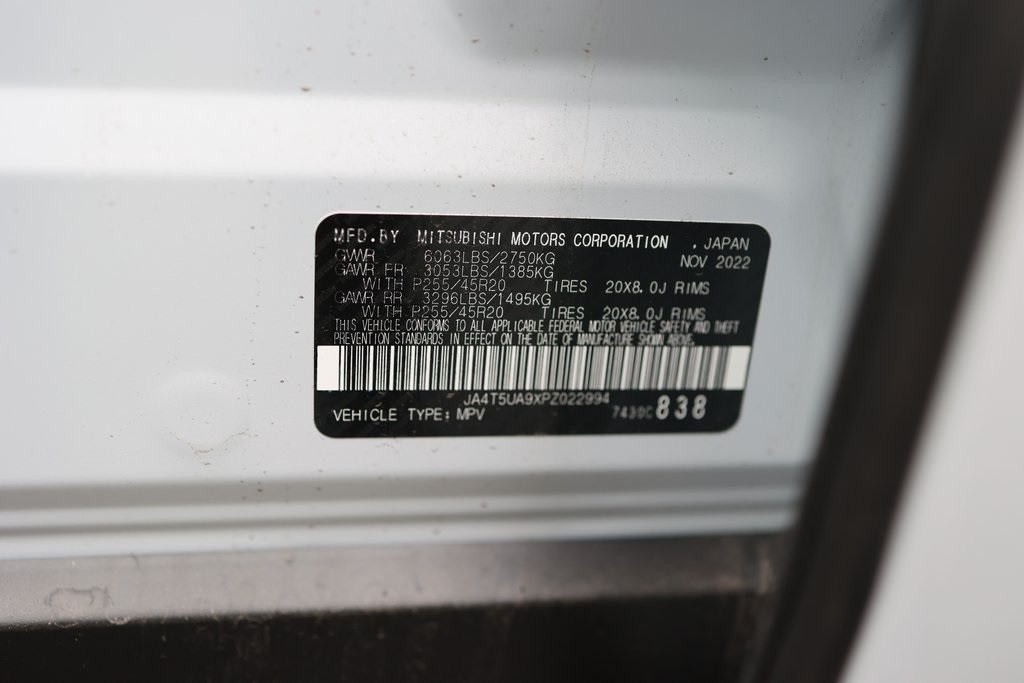 MFD. BY MITSUBISHI MOTORS CORPORATION , JAPAN
GVWR 6063LBS/2750KG NOV 2022
GAWR FR 3053LBS/1385KG
WITH P255/45R20 TIRES 20X8.0J RIMS
GAWR RR 3296LBS/1495KG
WITH P255/45R20 TIRES 20X8.0J RIMS
THIS VEHICLE CONFORMS TO ALL APPLICABLE FEDERAL MOTOR VEHICLE SAFETY AND THEFT
PREVENTION STANDARDS IN EFFECT ON THE DATE OF MANUFACTURE SHOWN ABOVE.
JA4T5UA9XPZ022994
VEHICLE TYPE: MPV 7430C 838